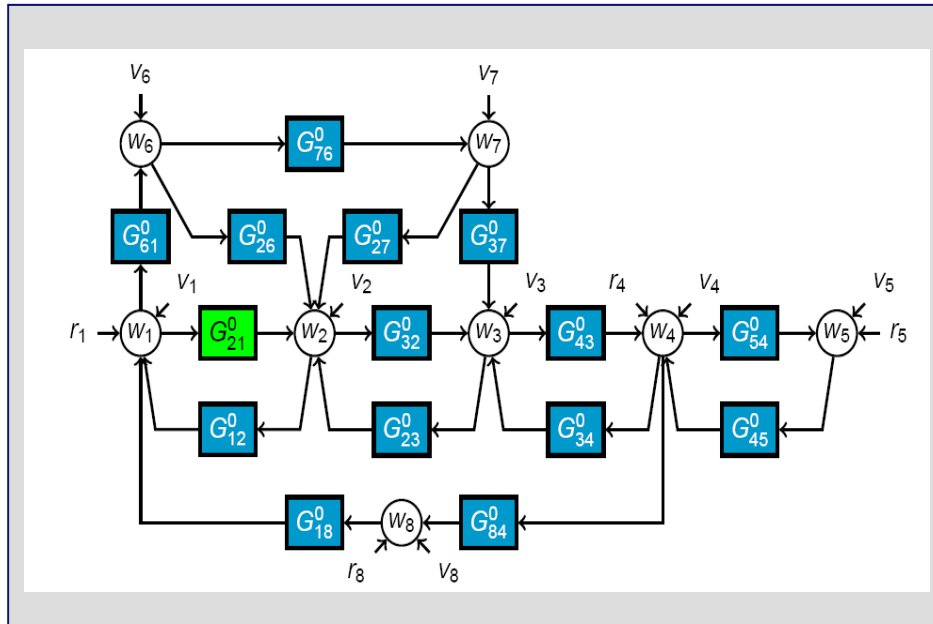 v₆ v₇
w₆ G⁰₇₆ w₇
G⁰₆₁ G⁰₂₆ G⁰₂₇ G⁰₃₇
v₁ v₂ v₃ r₄ v₄ v₅
r₁ w₁ G⁰₂₁ w₂ G⁰₃₂ w₃ G⁰₄₃ w₄ G⁰₅₄ w₅ r₅
G⁰₁₂ G⁰₂₃ G⁰₃₄ G⁰₄₅
G⁰₁₈ w₈ G⁰₈₄
r₈ v₈